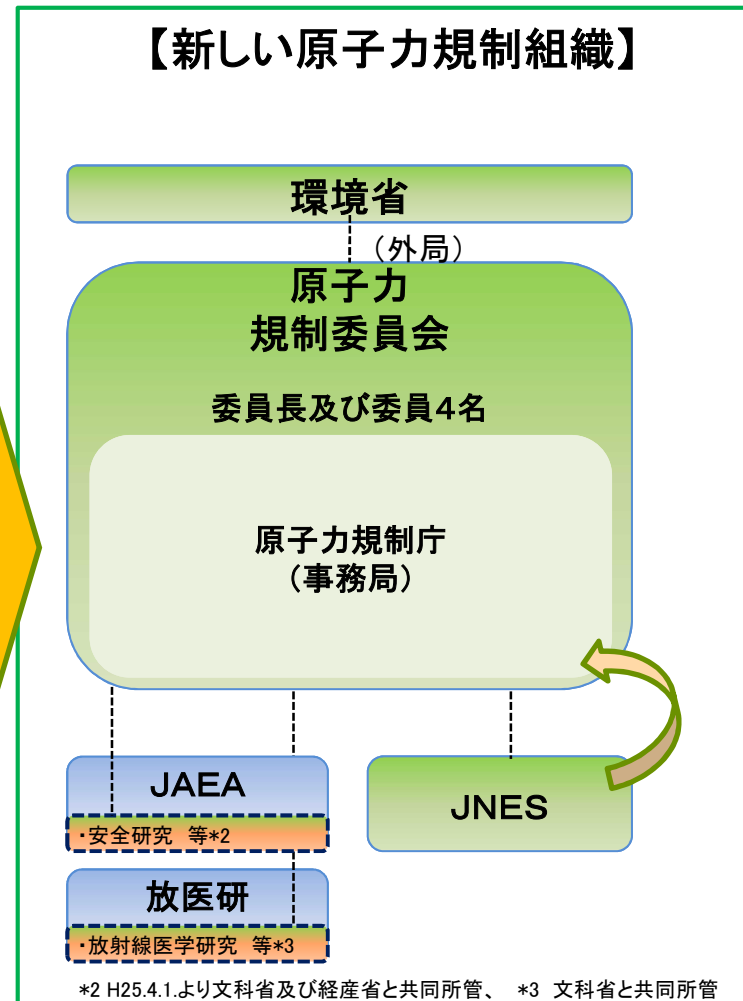 【新しい原子力規制組織】
環境省
（外局）
原子力
規制委員会
委員長及び委員４名
原子力規制庁
（事務局）
ＪＡＥＡ
・安全研究 等*2
ＪＮＥＳ
放医研
・放射線医学研究 等*3
*2 H25.4.1.より文科省及び経産省と共同所管、 *3 文科省と共同所管